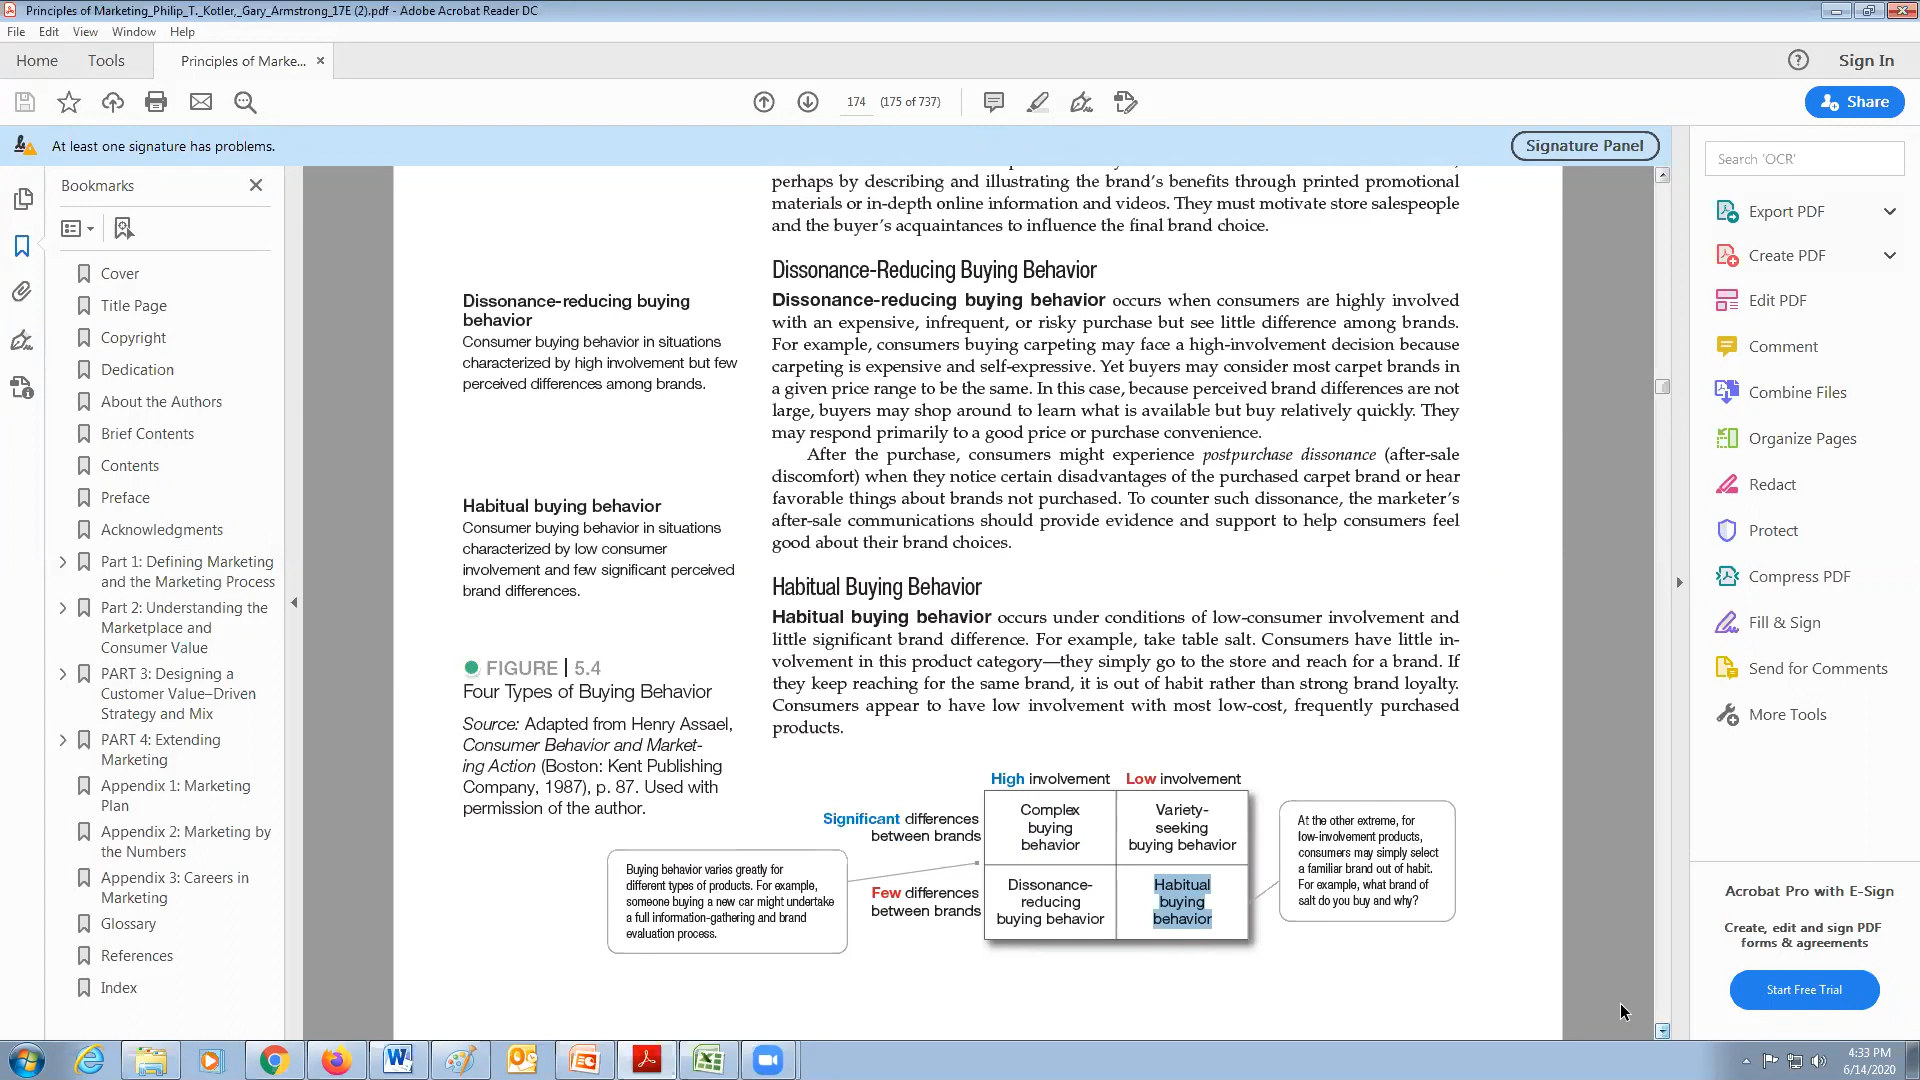 Principles of Marketing_Philip_T._Kotler,_Gary_Armstrong_17E (2).pdf - Adobe Acrobat Reader DC
File Edit View Window Help
Home Tools Principles of Marke... × Sign In
174 (175 of 737) Share
At least one signature has problems. Signature Panel
Bookmarks
Cover
Title Page
Copyright
Dedication
About the Authors
Brief Contents
Contents
Preface
Acknowledgments
Part 1: Defining Marketing
and the Marketing Process
Part 2: Understanding the
Marketplace and
Consumer Value
PART 3: Designing a
Customer Value–Driven
Strategy and Mix
PART 4: Extending
Marketing
Appendix 1: Marketing
Plan
Appendix 2: Marketing by
the Numbers
Appendix 3: Careers in
Marketing
Glossary
References
Index
perhaps by describing and illustrating the brand's benefits through printed promotional
materials or in-depth online information and videos. They must motivate store salespeople
and the buyer's acquaintances to influence the final brand choice.
Dissonance-Reducing Buying Behavior
Dissonance-reducing buying behavior occurs when consumers are highly involved
with an expensive, infrequent, or risky purchase but see little difference among brands.
For example, consumers buying carpeting may face a high-involvement decision because
carpeting is expensive and self-expressive. Yet buyers may consider most carpet brands in
a given price range to be the same. In this case, because perceived brand differences are not
large, buyers may shop around to learn what is available but buy relatively quickly. They
may respond primarily to a good price or purchase convenience.
After the purchase, consumers might experience postpurchase dissonance (after-sale
discomfort) when they notice certain disadvantages of the purchased carpet brand or hear
favorable things about brands not purchased. To counter such dissonance, the marketer's
after-sale communications should provide evidence and support to help consumers feel
good about their brand choices.
Dissonance-reducing buying
behavior
Consumer buying behavior in situations
characterized by high involvement but few
perceived differences among brands.
Habitual buying behavior
Consumer buying behavior in situations
characterized by low consumer
involvement and few significant perceived
brand differences.
Habitual Buying Behavior
Habitual buying behavior occurs under conditions of low-consumer involvement and
little significant brand difference. For example, take table salt. Consumers have little in-
volvement in this product category—they simply go to the store and reach for a brand. If
they keep reaching for the same brand, it is out of habit rather than strong brand loyalty.
Consumers appear to have low involvement with most low-cost, frequently purchased
products.
FIGURE | 5.4
Four Types of Buying Behavior
Source: Adapted from Henry Assael,
Consumer Behavior and Market-
ing Action (Boston: Kent Publishing
Company, 1987), p. 87. Used with
permission of the author.
High involvement Low involvement
Significant differences
between brands
Complex
buying
behavior
Variety-
seeking
buying behavior
Few differences
between brands
Dissonance-
reducing
buying behavior
Habitual
buying
behavior
Buying behavior varies greatly for
different types of products. For example,
someone buying a new car might undertake
a full information-gathering and brand
evaluation process.
At the other extreme, for
low-involvement products,
consumers may simply select
a familiar brand out of habit.
For example, what brand of
salt do you buy and why?
Search 'OCR'
Export PDF
Create PDF
Edit PDF
Comment
Combine Files
Organize Pages
Redact
Protect
Compress PDF
Fill & Sign
Send for Comments
More Tools
Acrobat Pro with E-Sign
Create, edit and sign PDF
forms & agreements
Start Free Trial
4:33 PM
6/14/2020